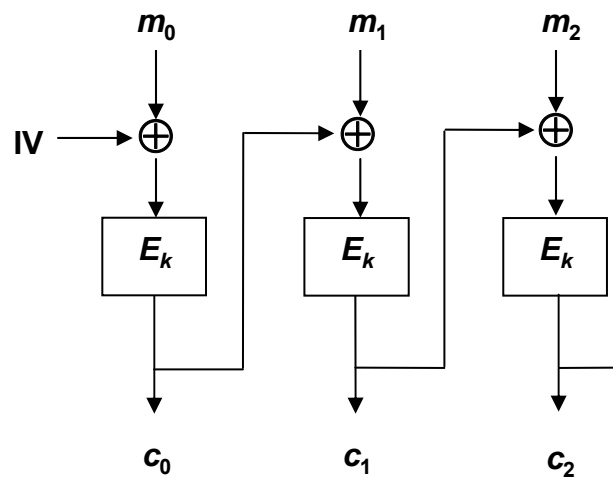 m₀ m₁ m₂
IV
Eₖ Eₖ Eₖ
c₀ c₁ c₂